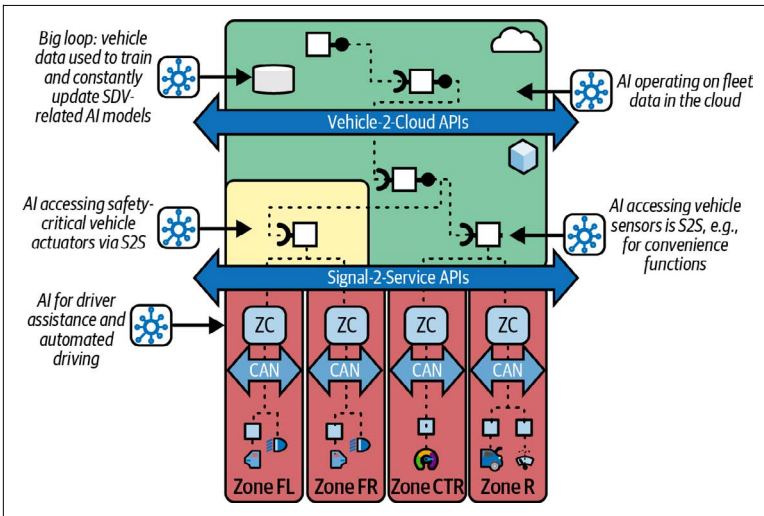 Big loop: vehicle
data used to train
and constantly
update SDV-
related AI models
AI operating on fleet
data in the cloud
Vehicle-2-Cloud APIs
AI accessing safety-
critical vehicle
actuators via S2S
AI accessing vehicle
sensors is S2S, e.g.,
for convenience
functions
Signal-2-Service APIs
AI for driver
assistance and
automated
driving
ZC ZC ZC ZC
CAN CAN CAN CAN
Zone FL Zone FR Zone CTR Zone R